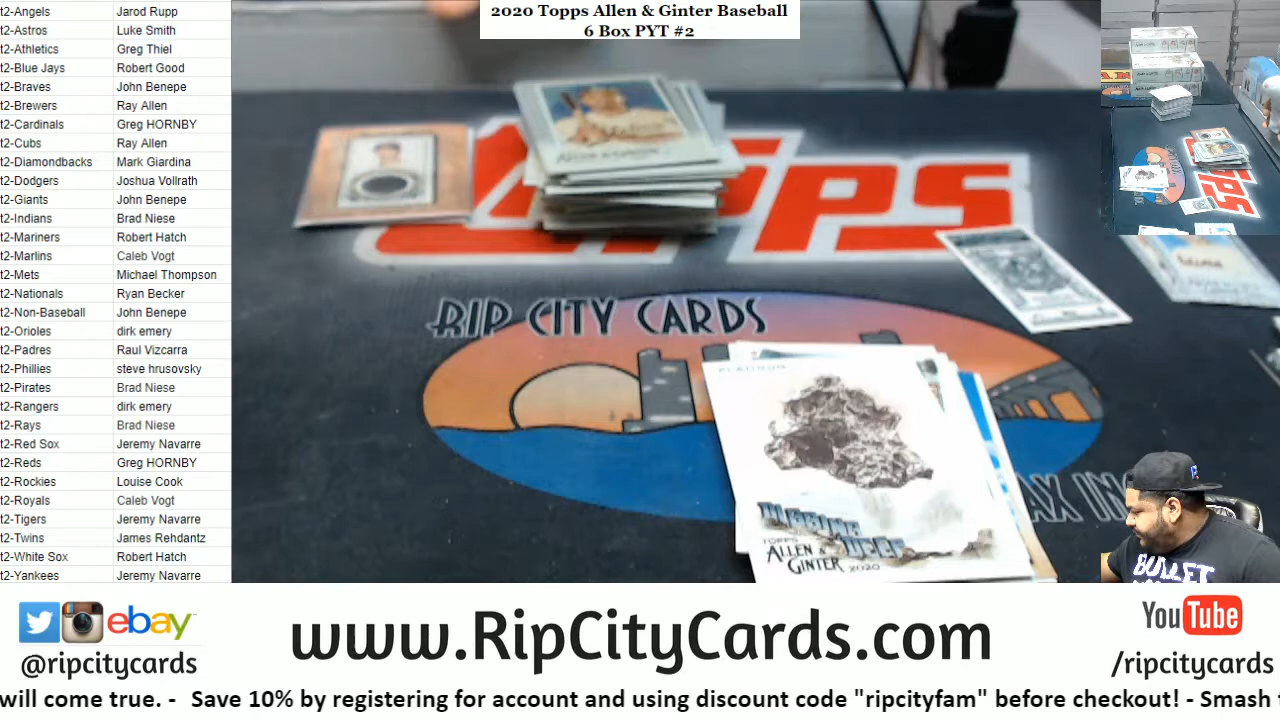 t2-Angels Jarod Rupp
t2-Astros Luke Smith
t2-Athletics Greg Thiel
t2-Blue Jays Robert Good
t2-Braves John Benepe
t2-Brewers Ray Allen
t2-Cardinals Greg HORNBY
t2-Cubs Ray Allen
t2-Diamondbacks Mark Giardina
t2-Dodgers Joshua Vollrath
t2-Giants John Benepe
t2-Indians Brad Niese
t2-Mariners Robert Hatch
t2-Marlins Caleb Vogt
t2-Mets Michael Thompson
t2-Nationals Ryan Becker
t2-Non-Baseball John Benepe
t2-Orioles dirk emery
t2-Padres Raul Vizcarra
t2-Phillies steve hrusovsky
t2-Pirates Brad Niese
t2-Rangers dirk emery
t2-Rays Brad Niese
t2-Red Sox Jeremy Navarre
t2-Reds Greg HORNBY
t2-Rockies Louise Cook
t2-Royals Caleb Vogt
t2-Tigers Jeremy Navarre
t2-Twins James Rehdantz
t2-White Sox Robert Hatch
t2-Yankees Jeremy Navarre
2020 Topps Allen & Ginter Baseball
6 Box PYT #2
Topps
RIP CITY CARDS
PLATINUM
DIGGING
DEEP
TOPPS
ALLEN &
GINTER 2020
BULLET
ebay
@ripcitycards
www.RipCityCards.com
YouTube
/ripcitycards
will come true. - Save 10% by registering for account and using discount code "ripcityfam" before checkout! - Smash